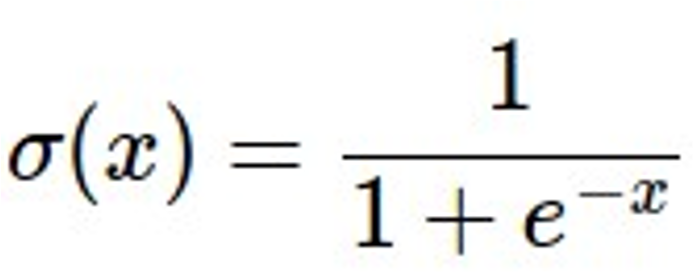 σ(x) = 1 / (1 + e^{-x})